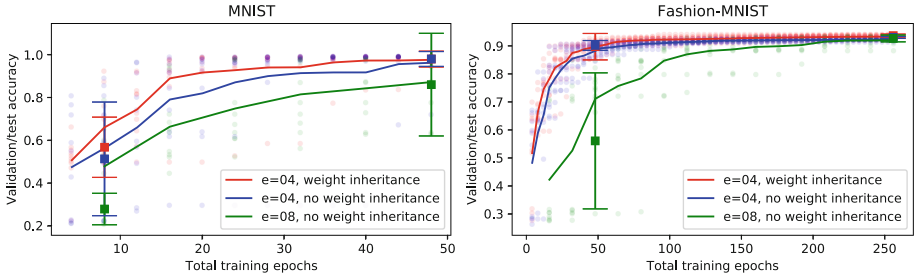 MNIST
Validation/test accuracy
1.0
0.8
0.6
0.4
0.2
10
20
30
40
50
Total training epochs
e=04, weight inheritance
e=04, no weight inheritance
e=08, no weight inheritance
Fashion-MNIST
Validation/test accuracy
0.9
0.8
0.7
0.6
0.5
0.4
0.3
0
50
100
150
200
250
Total training epochs
e=04, weight inheritance
e=04, no weight inheritance
e=08, no weight inheritance